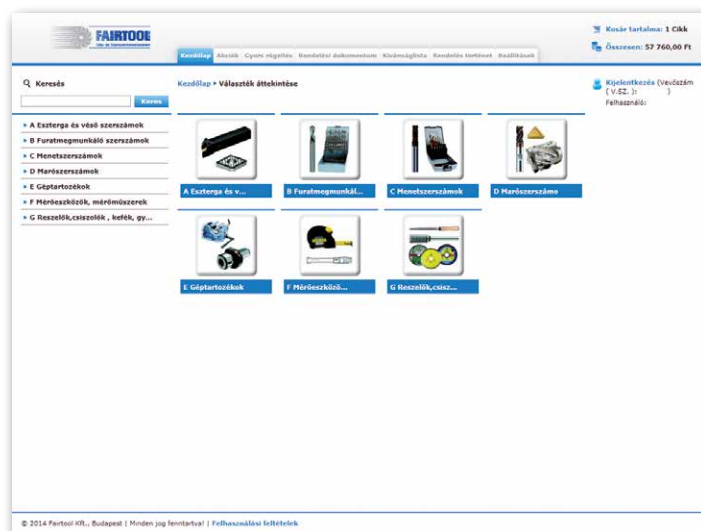 FAIRTOOL
Kezdőlap Akciók Gyors rögzítés Rendelési dokumentum Kívánságlista Rendelés történet Beállítások
Kosár tartalma: 1 Cikk
Összesen: 57 760,00 Ft
Keresés
Keres
A Eszterga és véső szerszámok
B Furatmegmunkáló szerszámok
C Menetszerszámok
D Marószerszámok
E Géptartozékok
F Mérőeszközök, mérőműszerek
G Reszelők,csiszolók , kefék, gy...
Kezdőlap ▸ Választék áttekintése
A Eszterga és v...
B Furatmegmunkál...
C Menetszerszámok
D Marószerszámo
E Géptartozékok
F Mérőeszközö...
G Reszelők,csisz...
Kijelentkezés (Vevőszám
( V.SZ. ): )
Felhasználó:
© 2014 Fairtool Kft., Budapest | Minden jog fenntartva! | Felhasználási feltételek